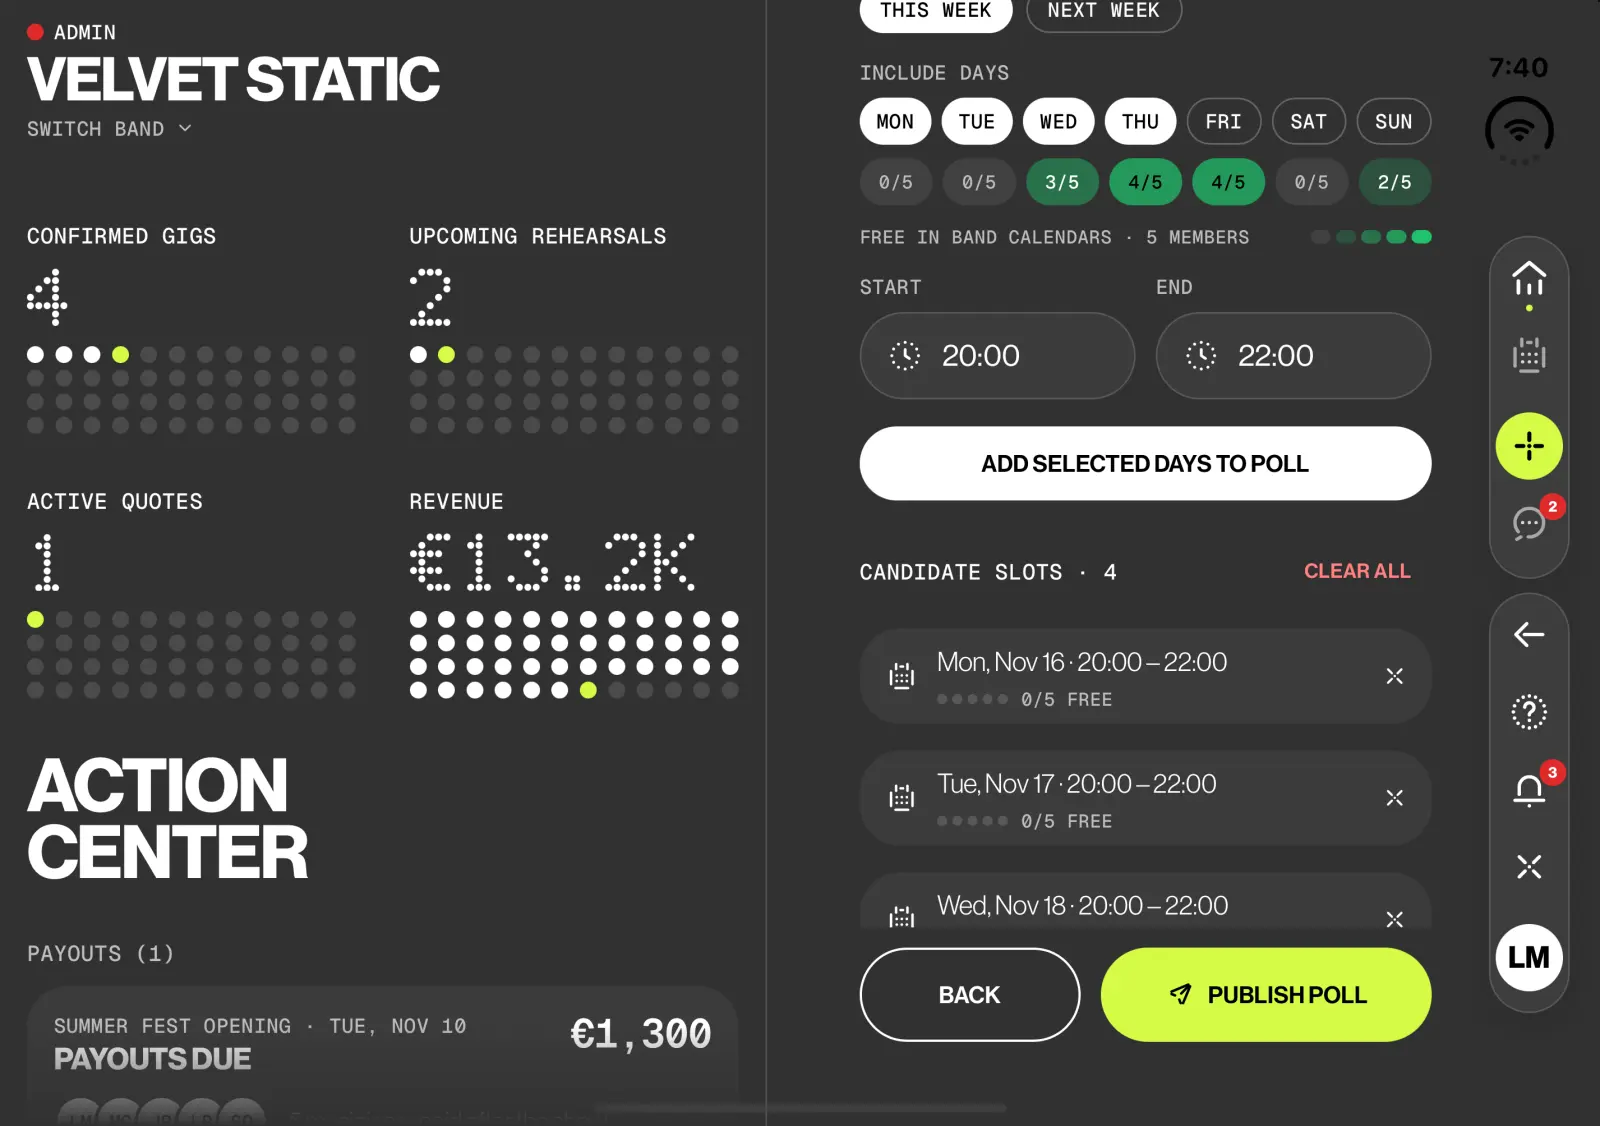 ADMIN
VELVET STATIC
SWITCH BAND
CONFIRMED GIGS
4
UPCOMING REHEARSALS
2
ACTIVE QUOTES
1
REVENUE
€13.2K
ACTION
CENTER
PAYOUTS (1)
SUMMER FEST OPENING · TUE, NOV 10
PAYOUTS DUE
€1,300
THIS WEEK
NEXT WEEK
INCLUDE DAYS
MON TUE WED THU FRI SAT SUN
0/5 0/5 3/5 4/5 4/5 0/5 2/5
FREE IN BAND CALENDARS · 5 MEMBERS
START
END
20:00
22:00
ADD SELECTED DAYS TO POLL
CANDIDATE SLOTS · 4
CLEAR ALL
Mon, Nov 16 · 20:00 – 22:00
0/5 FREE
Tue, Nov 17 · 20:00 – 22:00
0/5 FREE
Wed, Nov 18 · 20:00 – 22:00
BACK
PUBLISH POLL
7:40
2
3
LM